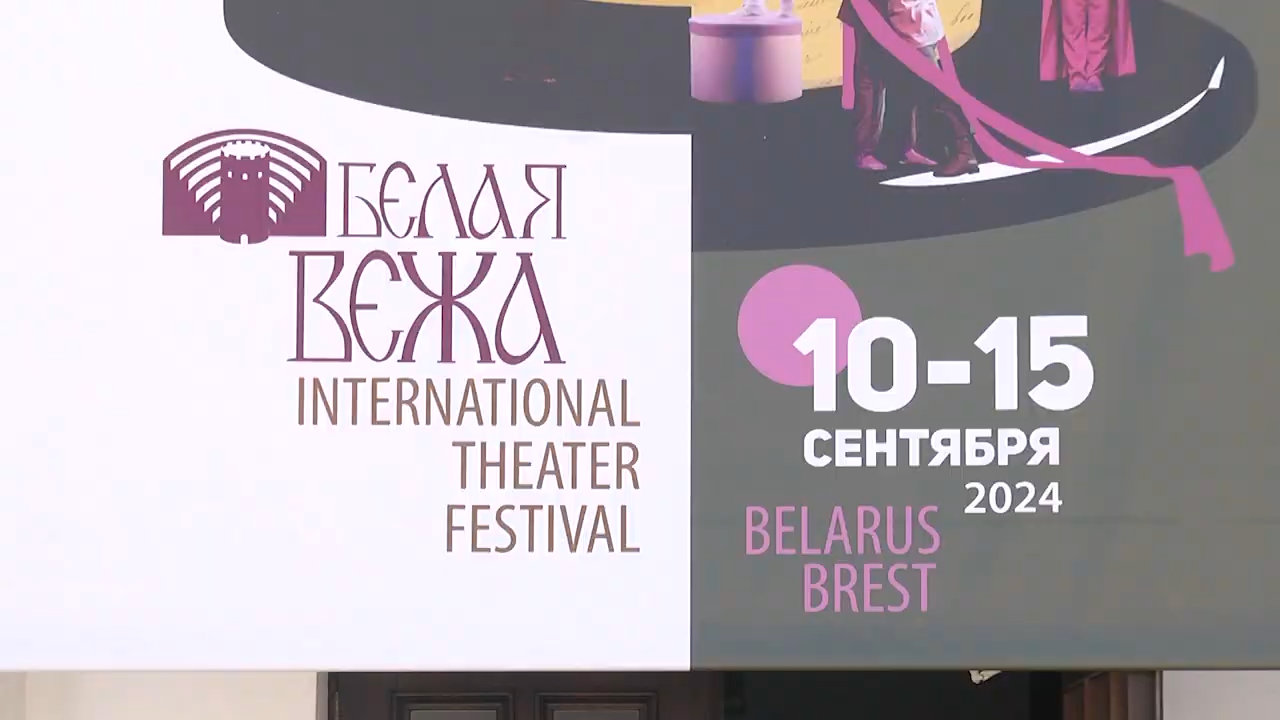 БЕЛАЯ
ВЕЖА
INTERNATIONAL
THEATER
FESTIVAL
10-15
СЕНТЯБРЯ
2024
BELARUS
BREST